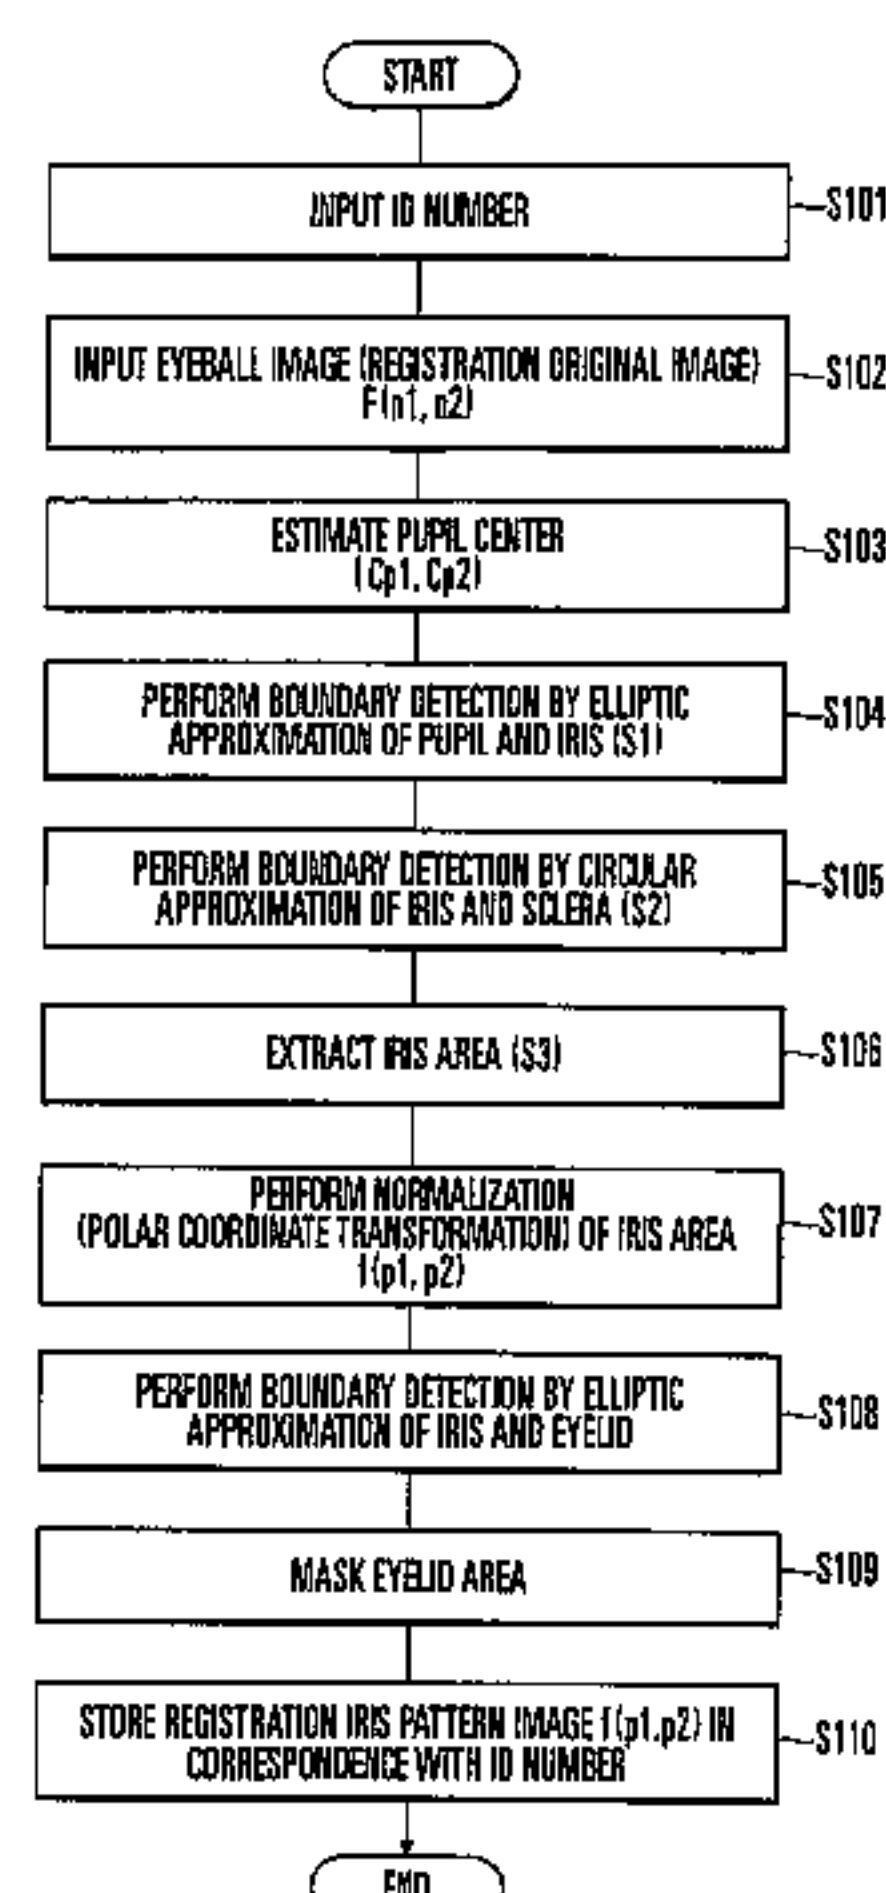 START
INPUT ID NUMBER
S101
INPUT EYEBALL IMAGE (REGISTRATION ORIGINAL IMAGE)
F(n1, n2)
S102
ESTIMATE PUPIL CENTER
(Cp1, Cp2)
S103
PERFORM BOUNDARY DETECTION BY ELLIPTIC
APPROXIMATION OF PUPIL AND IRIS (S1)
S104
PERFORM BOUNDARY DETECTION BY CIRCULAR
APPROXIMATION OF IRIS AND SCLERA (S2)
S105
EXTRACT IRIS AREA (S3)
S106
PERFORM NORMALIZATION
(POLAR COORDINATE TRANSFORMATION) OF IRIS AREA
f(p1, p2)
S107
PERFORM BOUNDARY DETECTION BY ELLIPTIC
APPROXIMATION OF IRIS AND EYELID
S108
MASK EYELID AREA
S109
STORE REGISTRATION IRIS PATTERN IMAGE f(p1,p2) IN
CORRESPONDENCE WITH ID NUMBER
S110
END